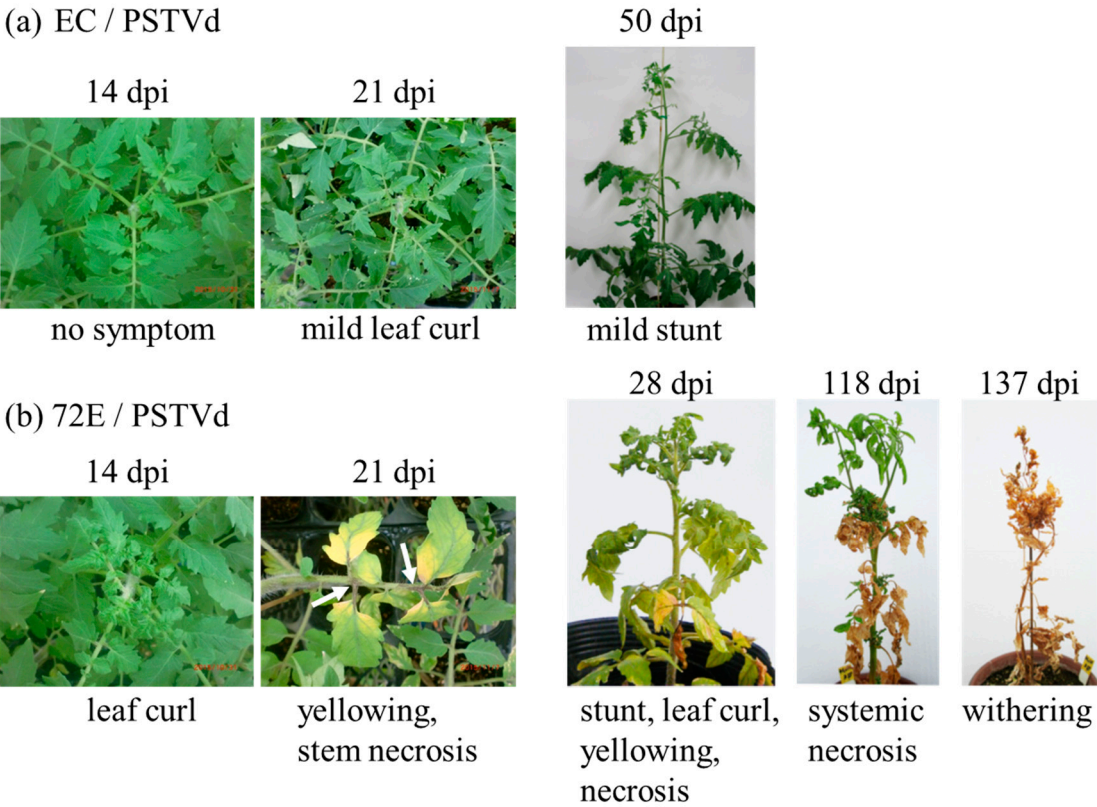 (a) EC / PSTVd
50 dpi
14 dpi
21 dpi
no symptom
mild leaf curl
mild stunt
28 dpi
118 dpi
137 dpi
(b) 72E / PSTVd
14 dpi
21 dpi
leaf curl
yellowing,
stem necrosis
stunt, leaf curl,
yellowing,
necrosis
systemic
necrosis
withering